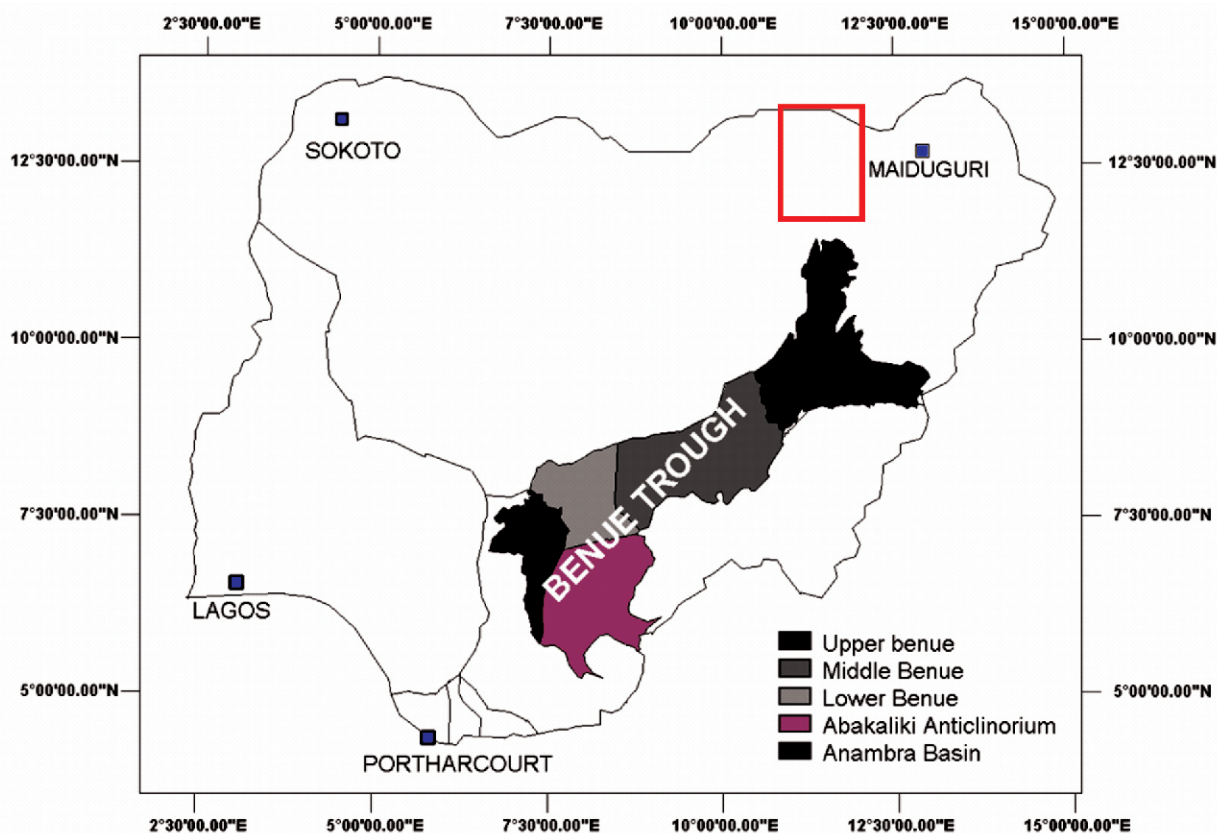 2°30'00.00"E 5°00'00.00"E 7°30'00.00"E 10°00'00.00"E 12°30'00.00"E 15°00'00.00"E
SOKOTO
12°30'00.00"N 12°30'00.00"N
MAIDUGURI
10°00'00.00"N 10°00'00.00"N
BENUE TROUGH
7°30'00.00"N 7°30'00.00"N
LAGOS
Upper benue
Middle Benue
5°00'00.00"N 5°00'00.00"N
Lower Benue
Abakaliki Anticlinorium
Anambra Basin
PORTHARCOURT
2°30'00.00"E 5°00'00.00"E 7°30'00.00"E 10°00'00.00"E 12°30'00.00"E 15°00'00.00"E